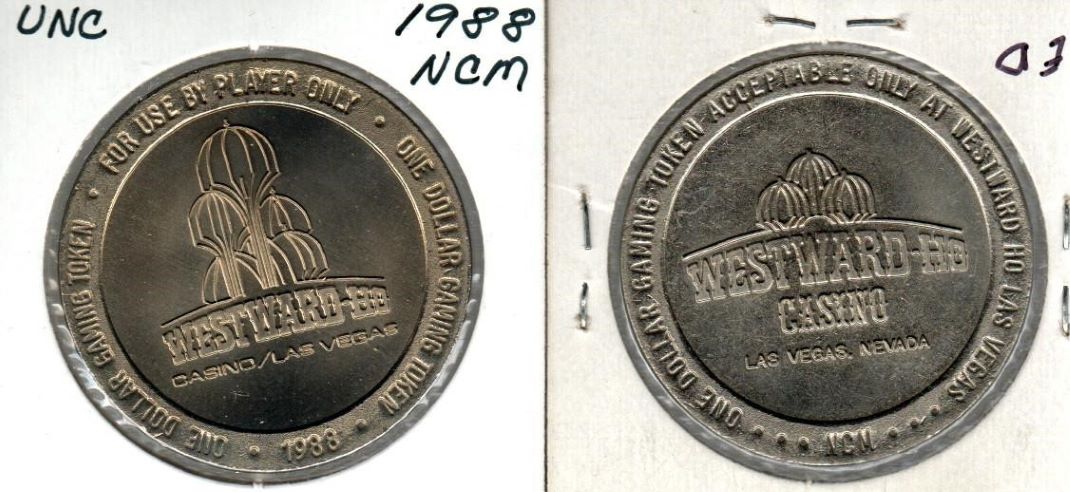 UNC
1988
NCM
FOR USE BY PLAYER ONLY • ONE DOLLAR GAMING TOKEN • 1988 • ONE DOLLAR GAMING TOKEN •
WESTWARD-HO
CASINO/LAS VEGAS
ONE DOLLAR GAMING TOKEN ACCEPTABLE ONLY AT WESTWARD HO LAS VEGAS
• • • NCM • • •
WESTWARD-HO
CASINO
LAS VEGAS, NEVADA